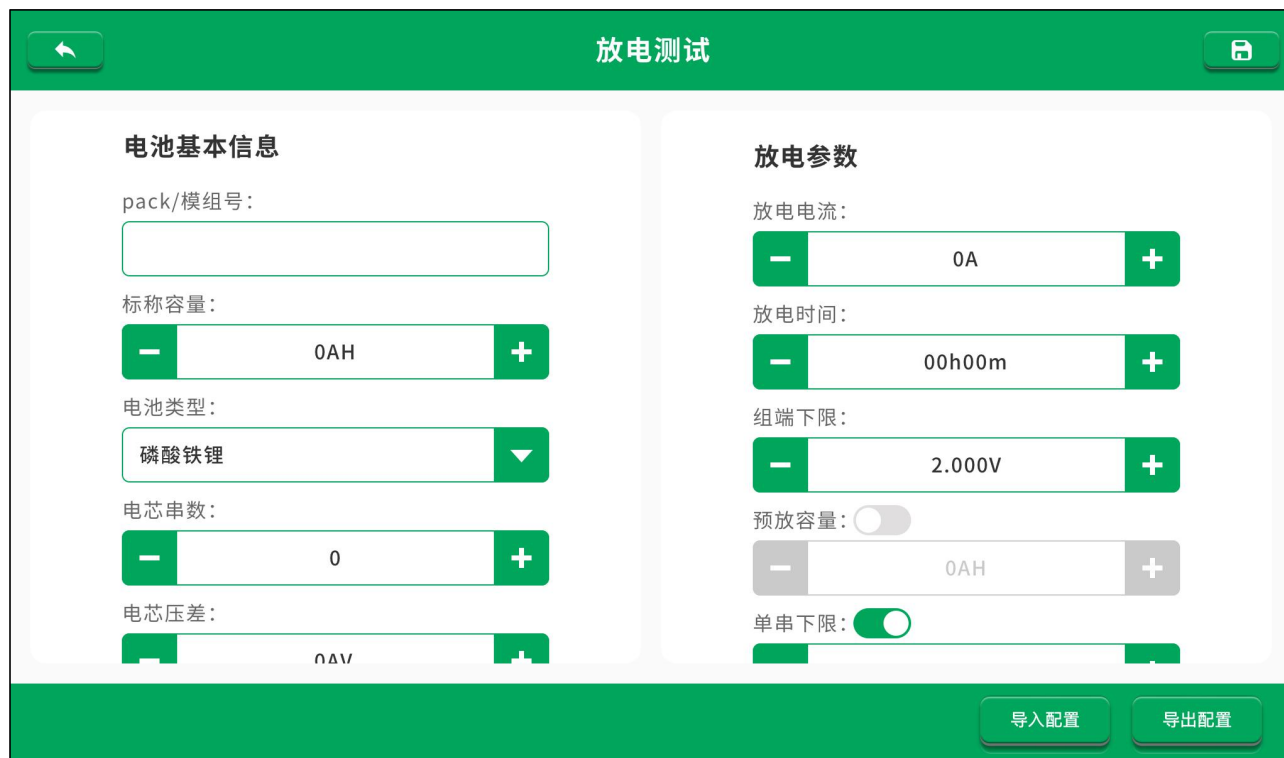 放电测试
电池基本信息
pack/模组号：
标称容量：
0AH
电池类型：
磷酸铁锂
电芯串数：
0
电芯压差：
0AV
放电参数
放电电流：
0A
放电时间：
00h00m
组端下限：
2.000V
预放容量：
0AH
单串下限：
导入配置
导出配置